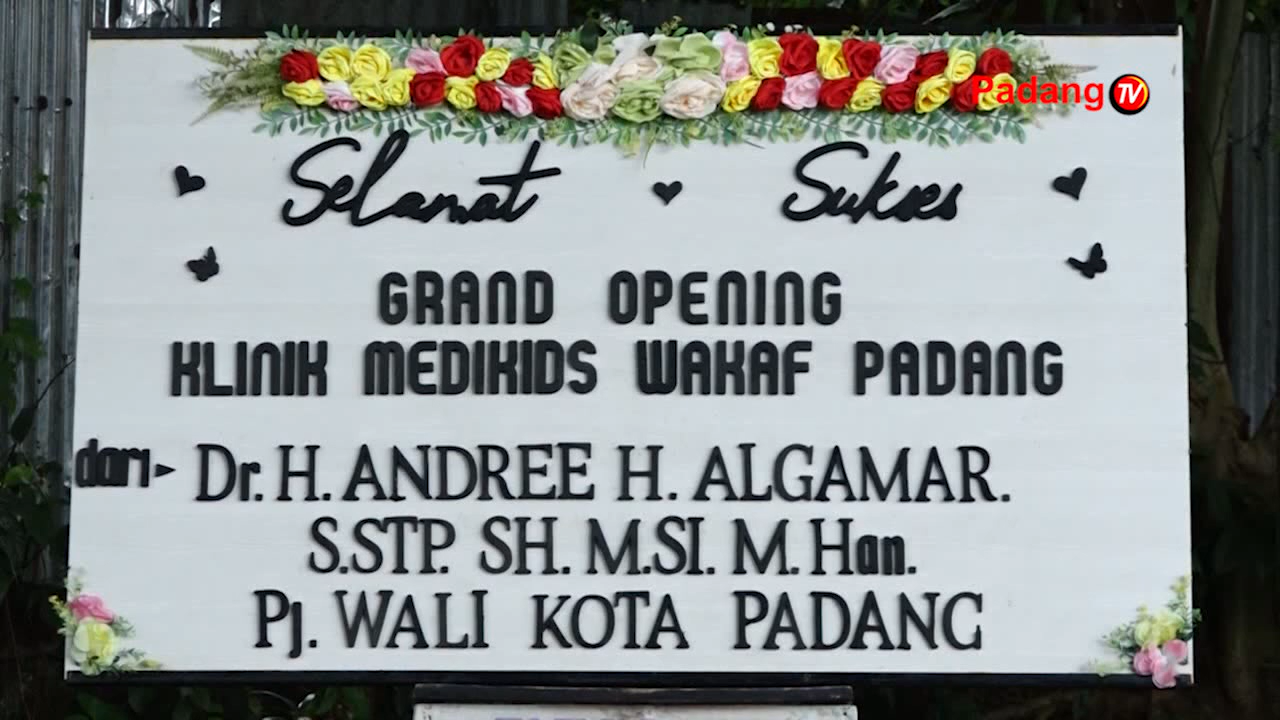 Padang TV
Selamat Sukses
GRAND OPENING
KLINIK MEDIKIDS WAKAF PADANG
dari Dr. H. ANDREE H. ALGAMAR.
S.STP. SH. M.SI. M.Han.
Pj. WALI KOTA PADANG